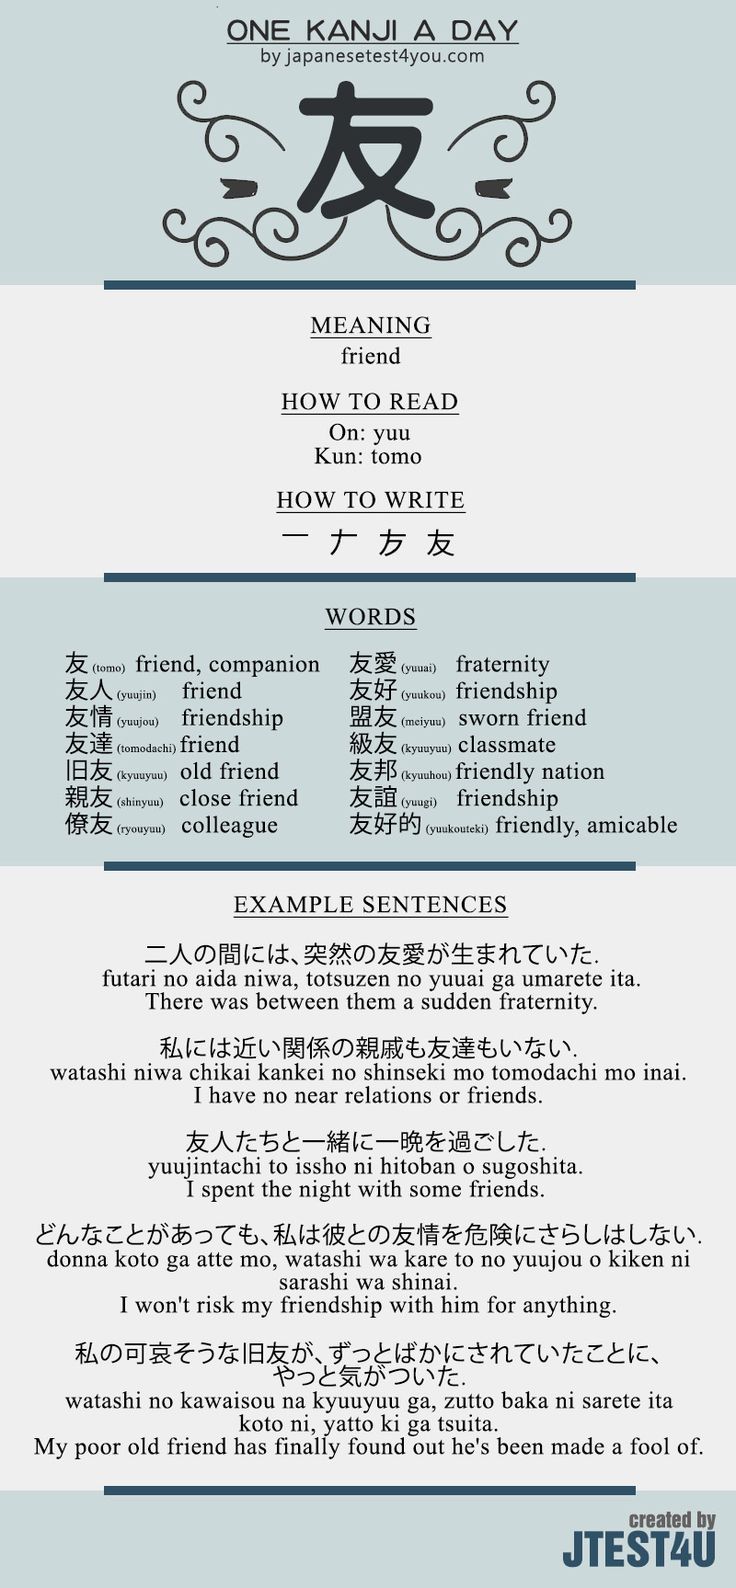 ONE KANJI A DAY
by japanesetest4you.com
友
MEANING
friend
HOW TO READ
On: yuu
Kun: tomo
HOW TO WRITE
一 ナ 方 友
WORDS
友 (tomo) friend, companion 友愛 (yuuai) fraternity
友人 (yuujin) friend 友好 (yuukou) friendship
友情 (yuujou) friendship 盟友 (meiyuu) sworn friend
友達 (tomodachi) friend 級友 (kyuuyuu) classmate
旧友 (kyuuyuu) old friend 友邦 (kyuuhou) friendly nation
親友 (shinyuu) close friend 友誼 (yuugi) friendship
僚友 (ryouyuu) colleague 友好的 (yuukouteki) friendly, amicable
EXAMPLE SENTENCES
二人の間には、突然の友愛が生まれていた.
futari no aida niwa, totsuzen no yuuai ga umarete ita.
There was between them a sudden fraternity.
私には近い関係の親戚も友達もいない.
watashi niwa chikai kankei no shinseki mo tomodachi mo inai.
I have no near relations or friends.
友人たちと一緒に一晩を過ごした.
yuujintachi to issho ni hitoban o sugoshita.
I spent the night with some friends.
どんなことがあっても、私は彼との友情を危険にさらしはしない.
donna koto ga atte mo, watashi wa kare to no yuujou o kiken ni
sarashi wa shinai.
I won't risk my friendship with him for anything.
私の可哀そうな旧友が、ずっとばかにされていたことに、
やっと気がついた.
watashi no kawaisou na kyuuyuu ga, zutto baka ni sarete ita
koto ni, yatto ki ga tsuita.
My poor old friend has finally found out he's been made a fool of.
created by
JTEST4U